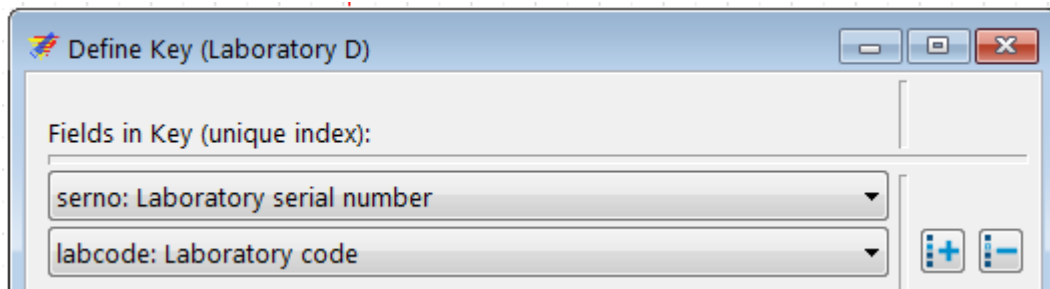 Define Key (Laboratory D)
Fields in Key (unique index):
serno: Laboratory serial number
labcode: Laboratory code